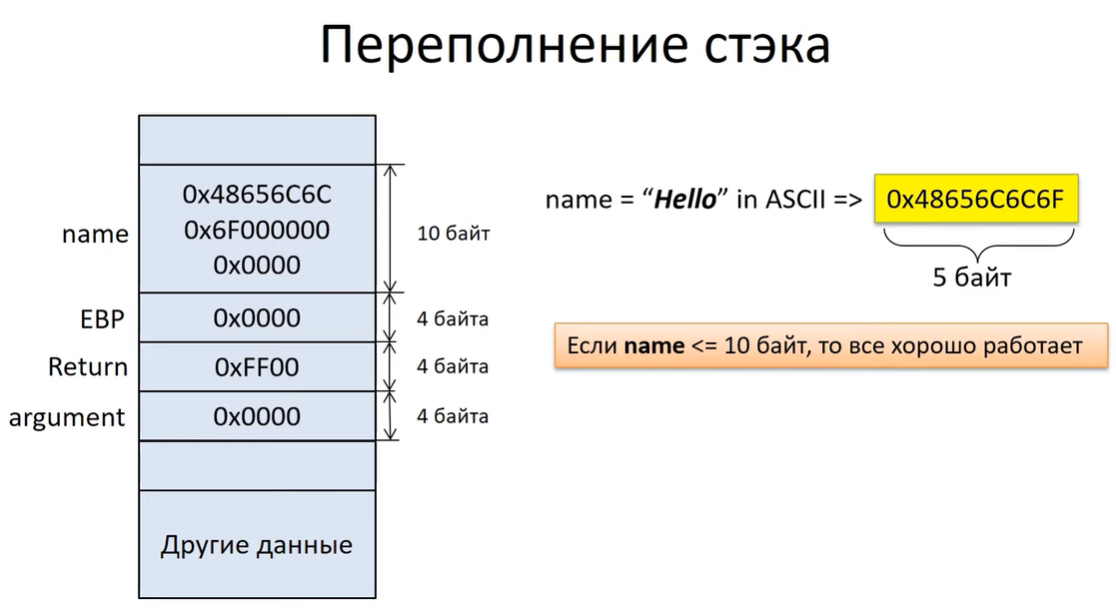 Переполнение стэка
name
0x48656C6C
0x6F000000
0x0000
10 байт
EBP
0x0000
4 байта
Return
0xFF00
4 байта
argument
0x0000
4 байта
Другие данные
name = “Hello” in ASCII => 0x48656C6C6F
5 байт
Если name <= 10 байт, то все хорошо работает